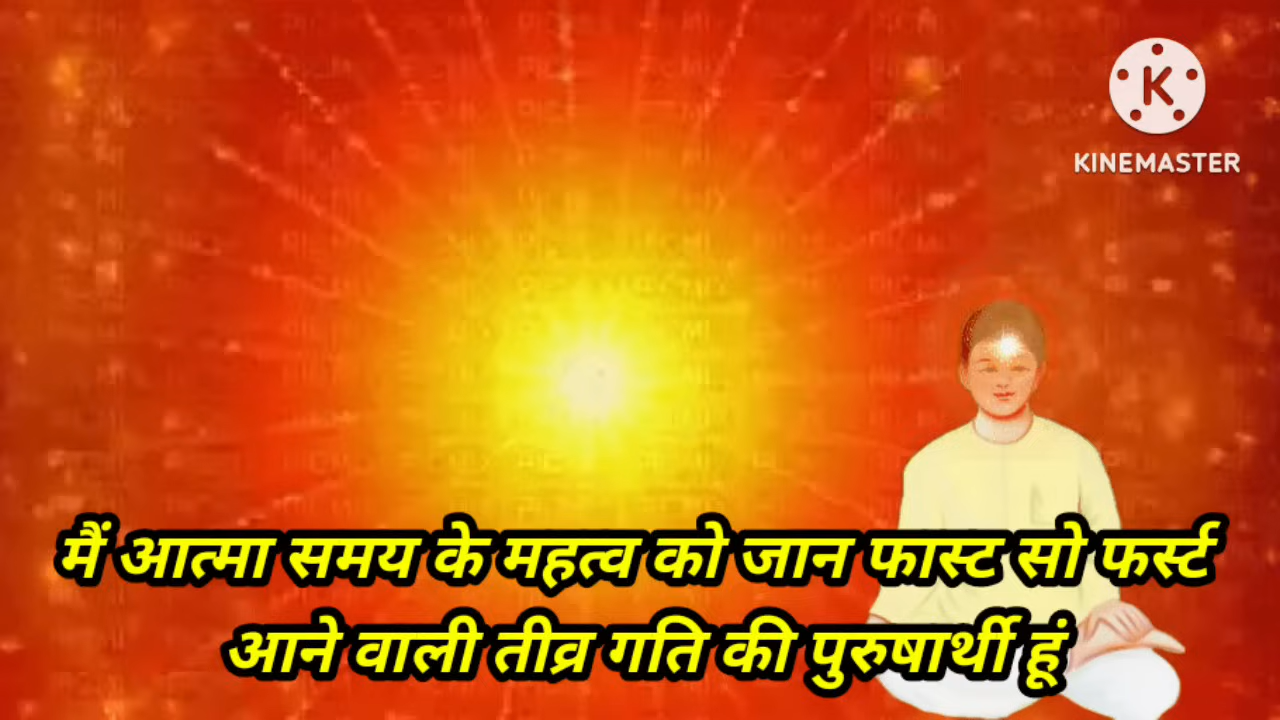 K
KINEMASTER
मैं आत्मा समय के महत्व को जान फास्ट सो फर्स्ट
आने वाली तीव्र गति की पुरुषार्थी हूं